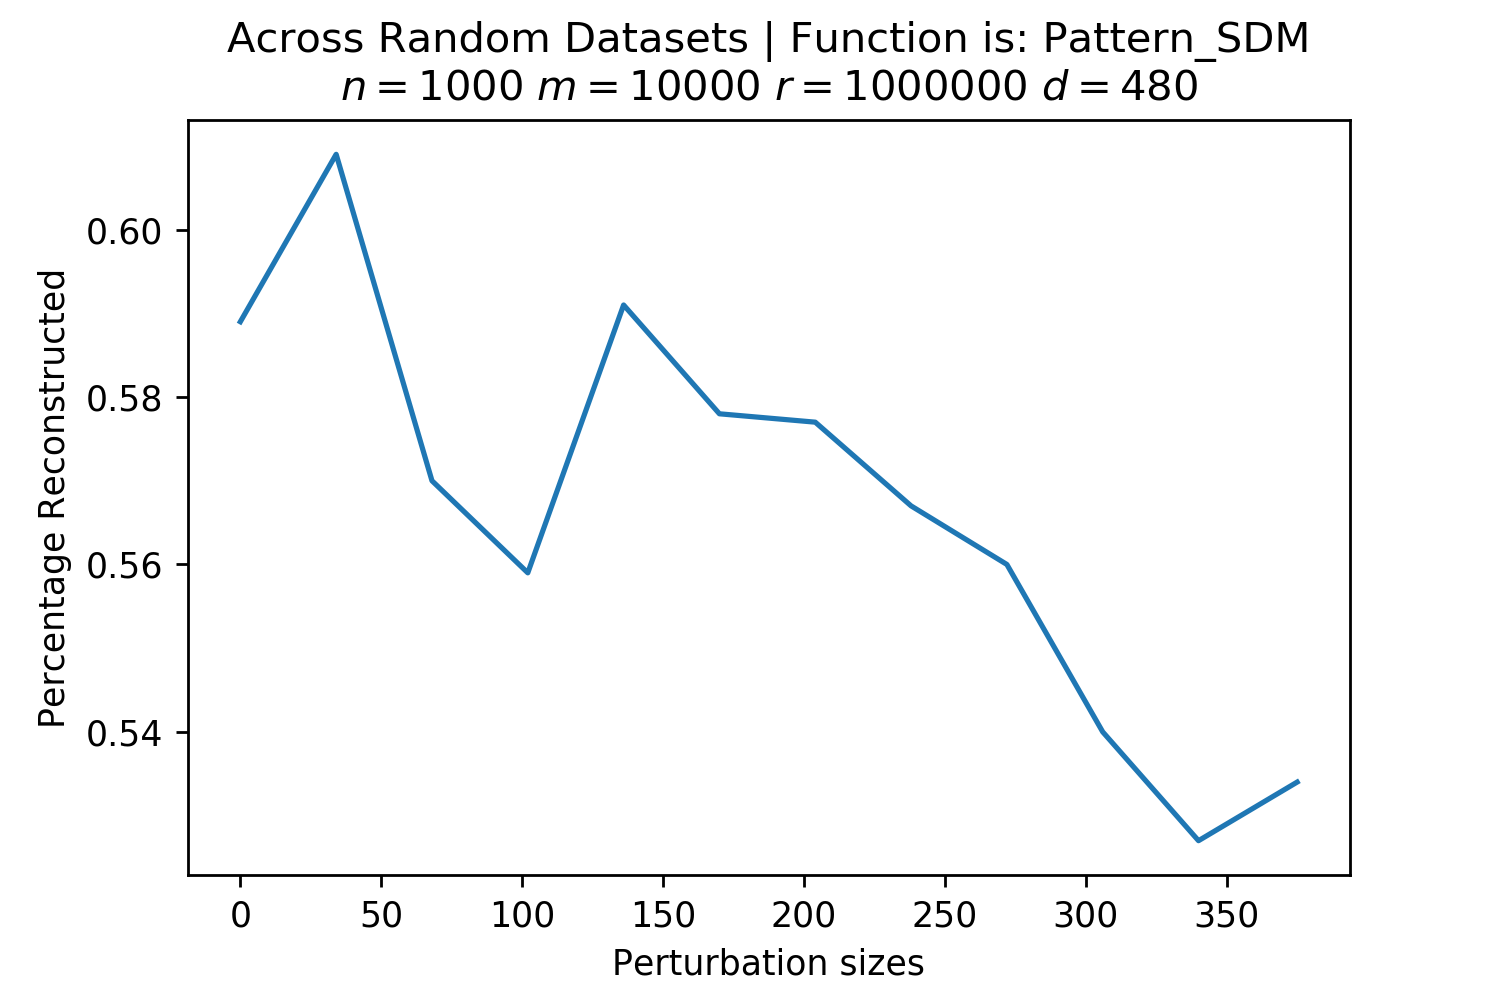 Across Random Datasets | Function is: Pattern_SDM
n = 1000 m = 10000 r = 1000000 d = 480
0.60
0.58
0.56
0.54
Percentage Reconstructed
0 50 100 150 200 250 300 350
Perturbation sizes